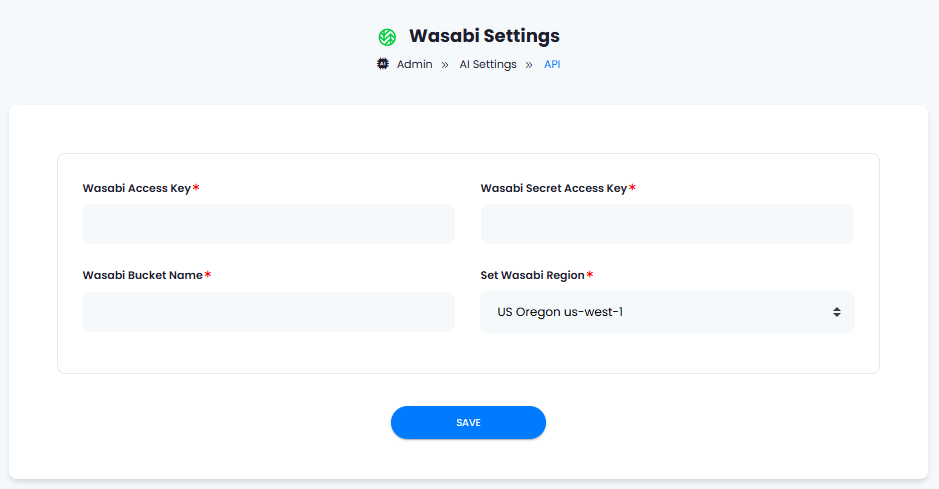 Wasabi Settings
Admin » AI Settings » API
Wasabi Access Key* Wasabi Secret Access Key*
Wasabi Bucket Name* Set Wasabi Region*
US Oregon us-west-1
SAVE